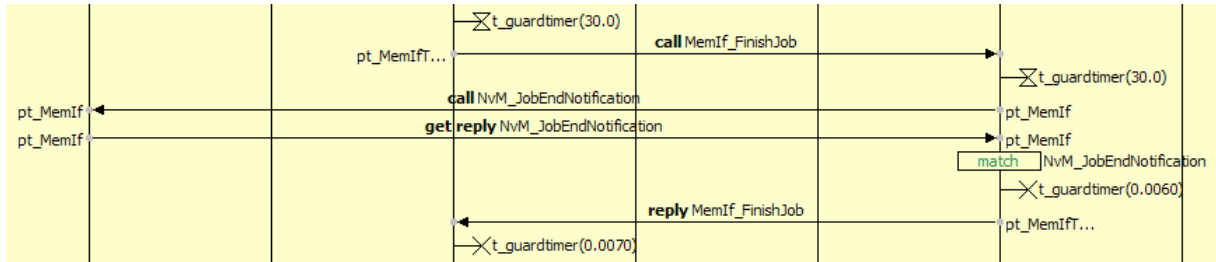 t_guardtimer(30.0)
call MemIf_FinishJob
pt_MemIfT...
t_guardtimer(30.0)
call NvM_JobEndNotification
pt_MemIf
pt_MemIf
get reply NvM_JobEndNotification
pt_MemIf
pt_MemIf
match NvM_JobEndNotification
t_guardtimer(0.0060)
reply MemIf_FinishJob
pt_MemIfT...
t_guardtimer(0.0070)